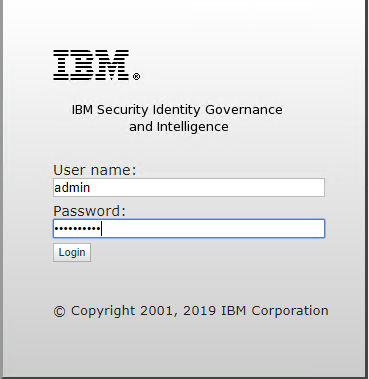 IBM®
IBM Security Identity Governance
and Intelligence
User name:
admin
Password:
••••••••••
Login
© Copyright 2001, 2019 IBM Corporation